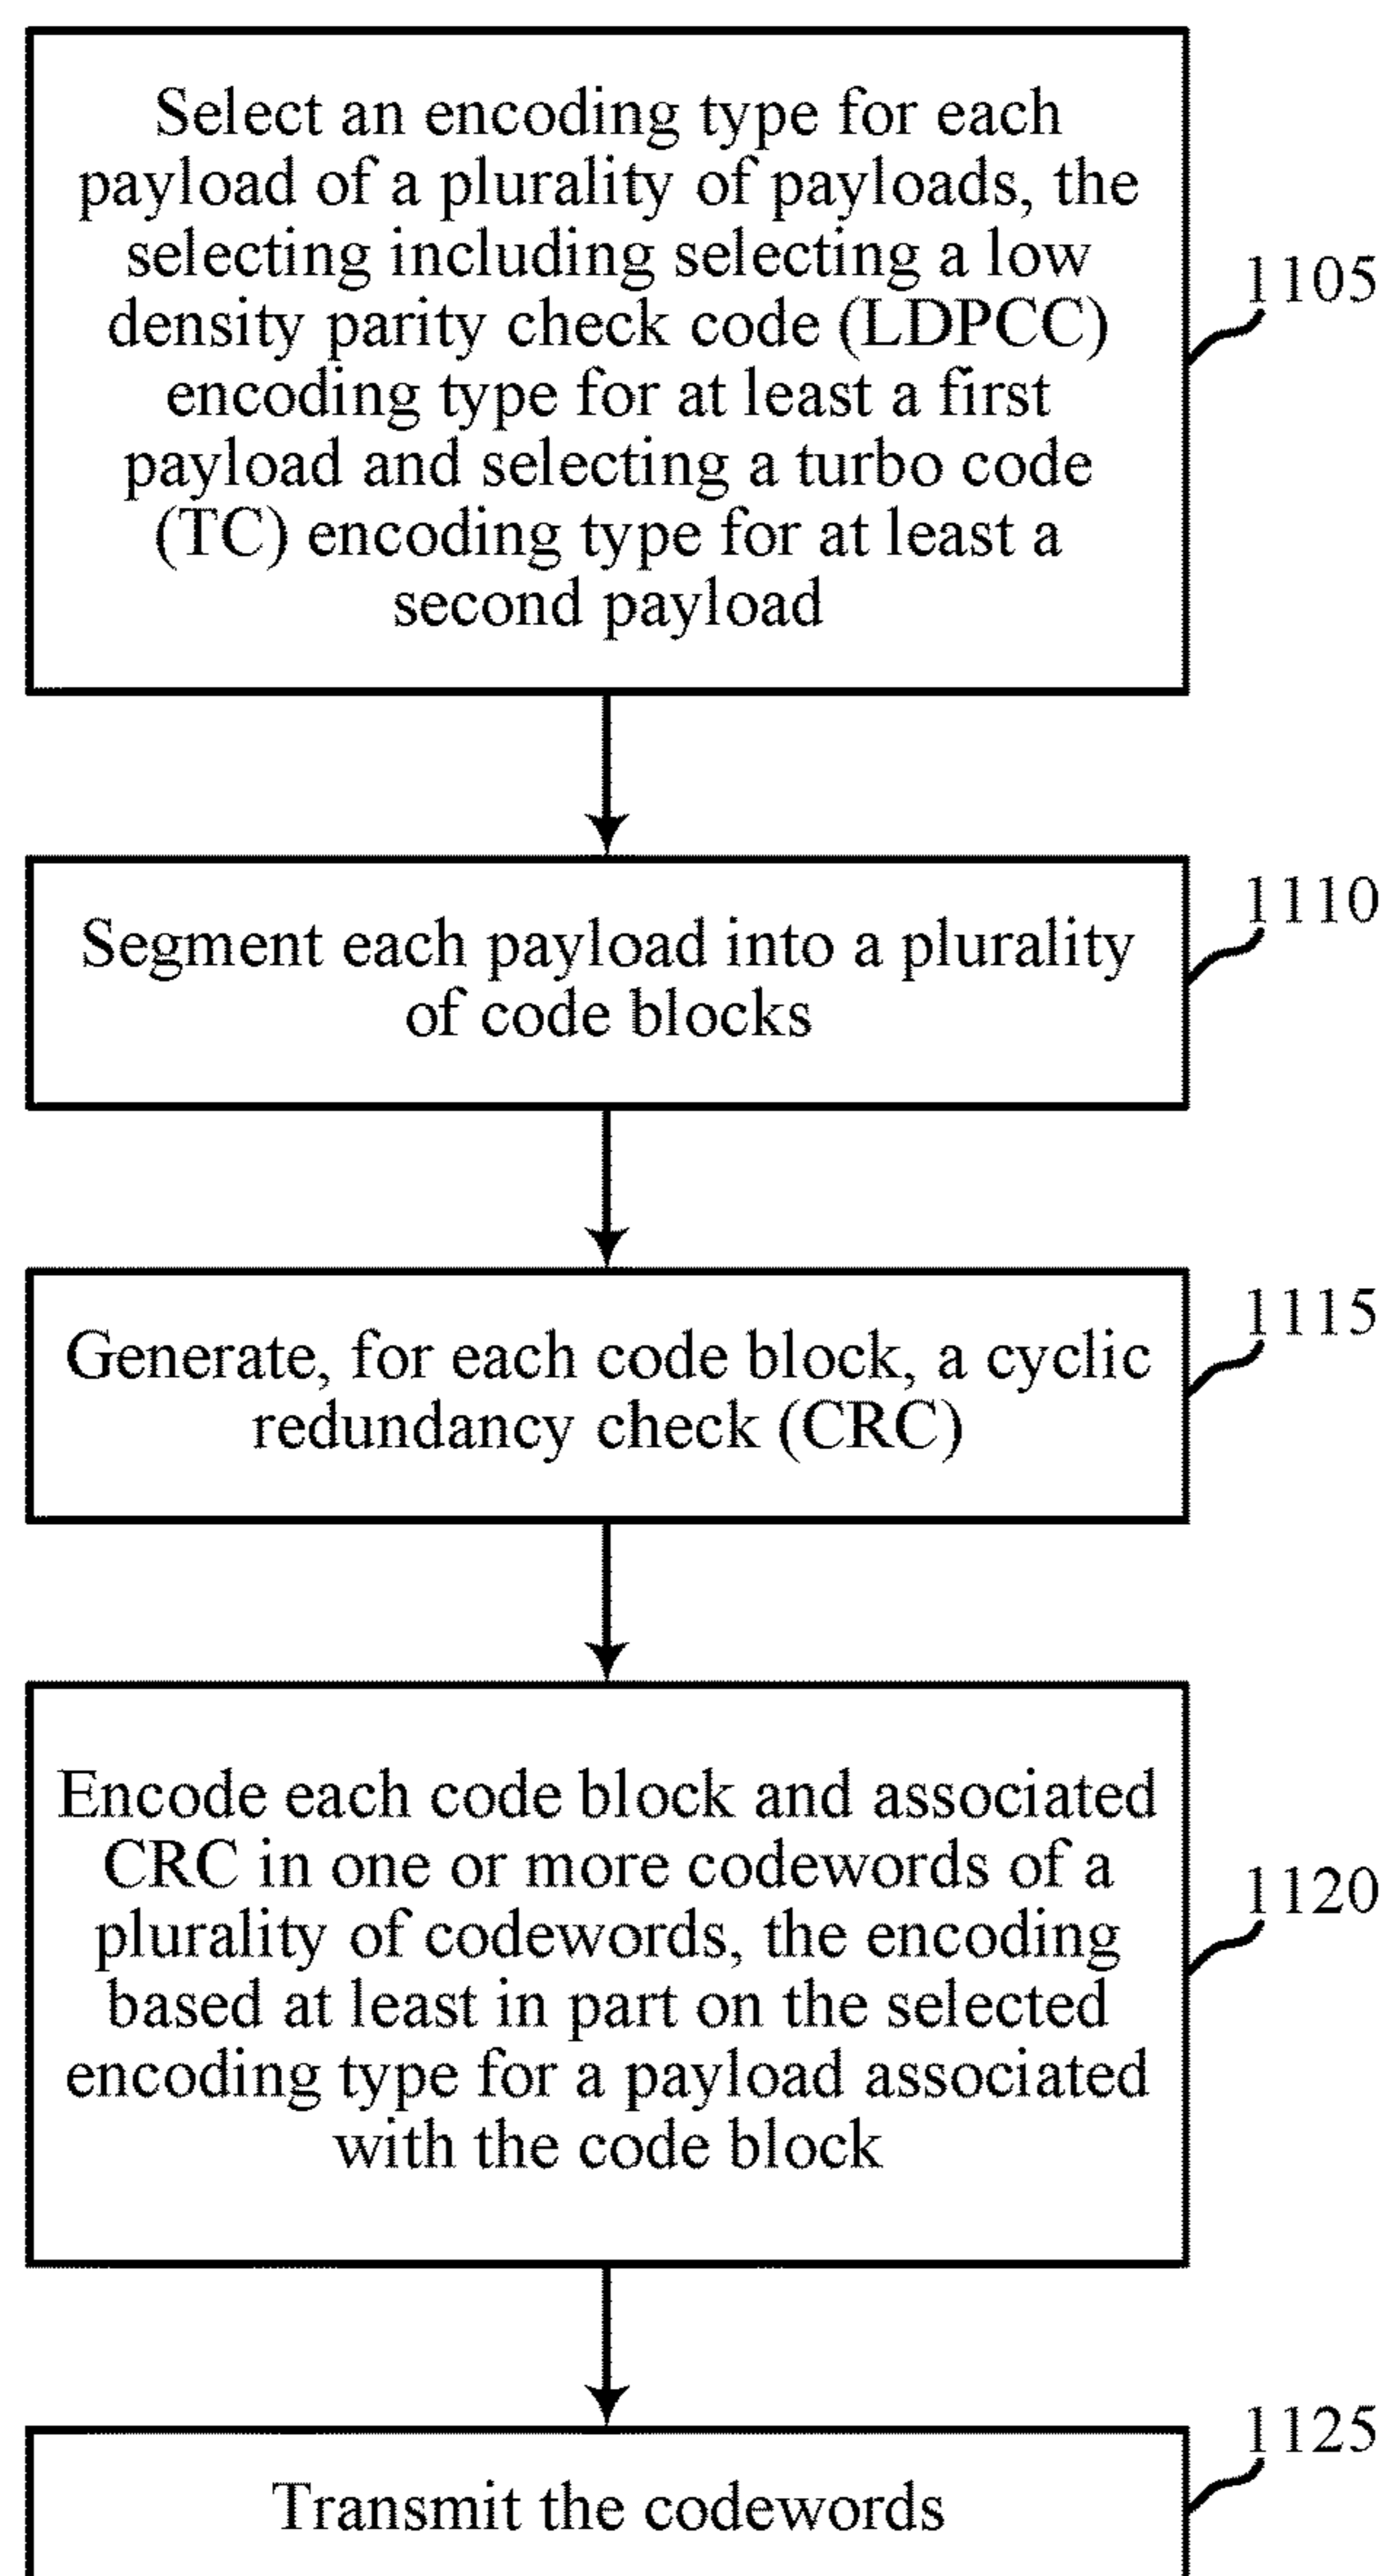 Select an encoding type for each
payload of a plurality of payloads, the
selecting including selecting a low
density parity check code (LDPCC)
encoding type for at least a first
payload and selecting a turbo code
(TC) encoding type for at least a
second payload
1105
Segment each payload into a plurality
of code blocks
1110
Generate, for each code block, a cyclic
redundancy check (CRC)
1115
Encode each code block and associated
CRC in one or more codewords of a
plurality of codewords, the encoding
based at least in part on the selected
encoding type for a payload associated
with the code block
1120
Transmit the codewords
1125